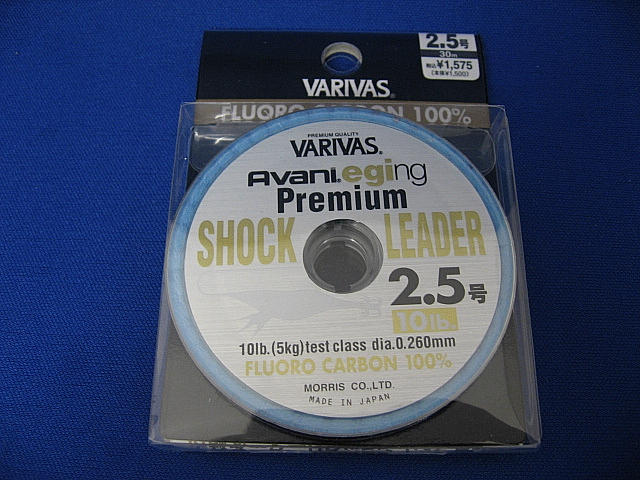 2.5号
30m
税込¥1,575
(本体¥1,500)
VARIVAS®
FLUORO CARBON 100%
PREMIUM QUALITY
VARIVAS®
Avani® eging
Premium
SHOCK LEADER
2.5号
10lb.
10lb.(5kg)test class dia.0.260mm
FLUORO CARBON 100%
MORRIS CO.,LTD.
MADE IN JAPAN